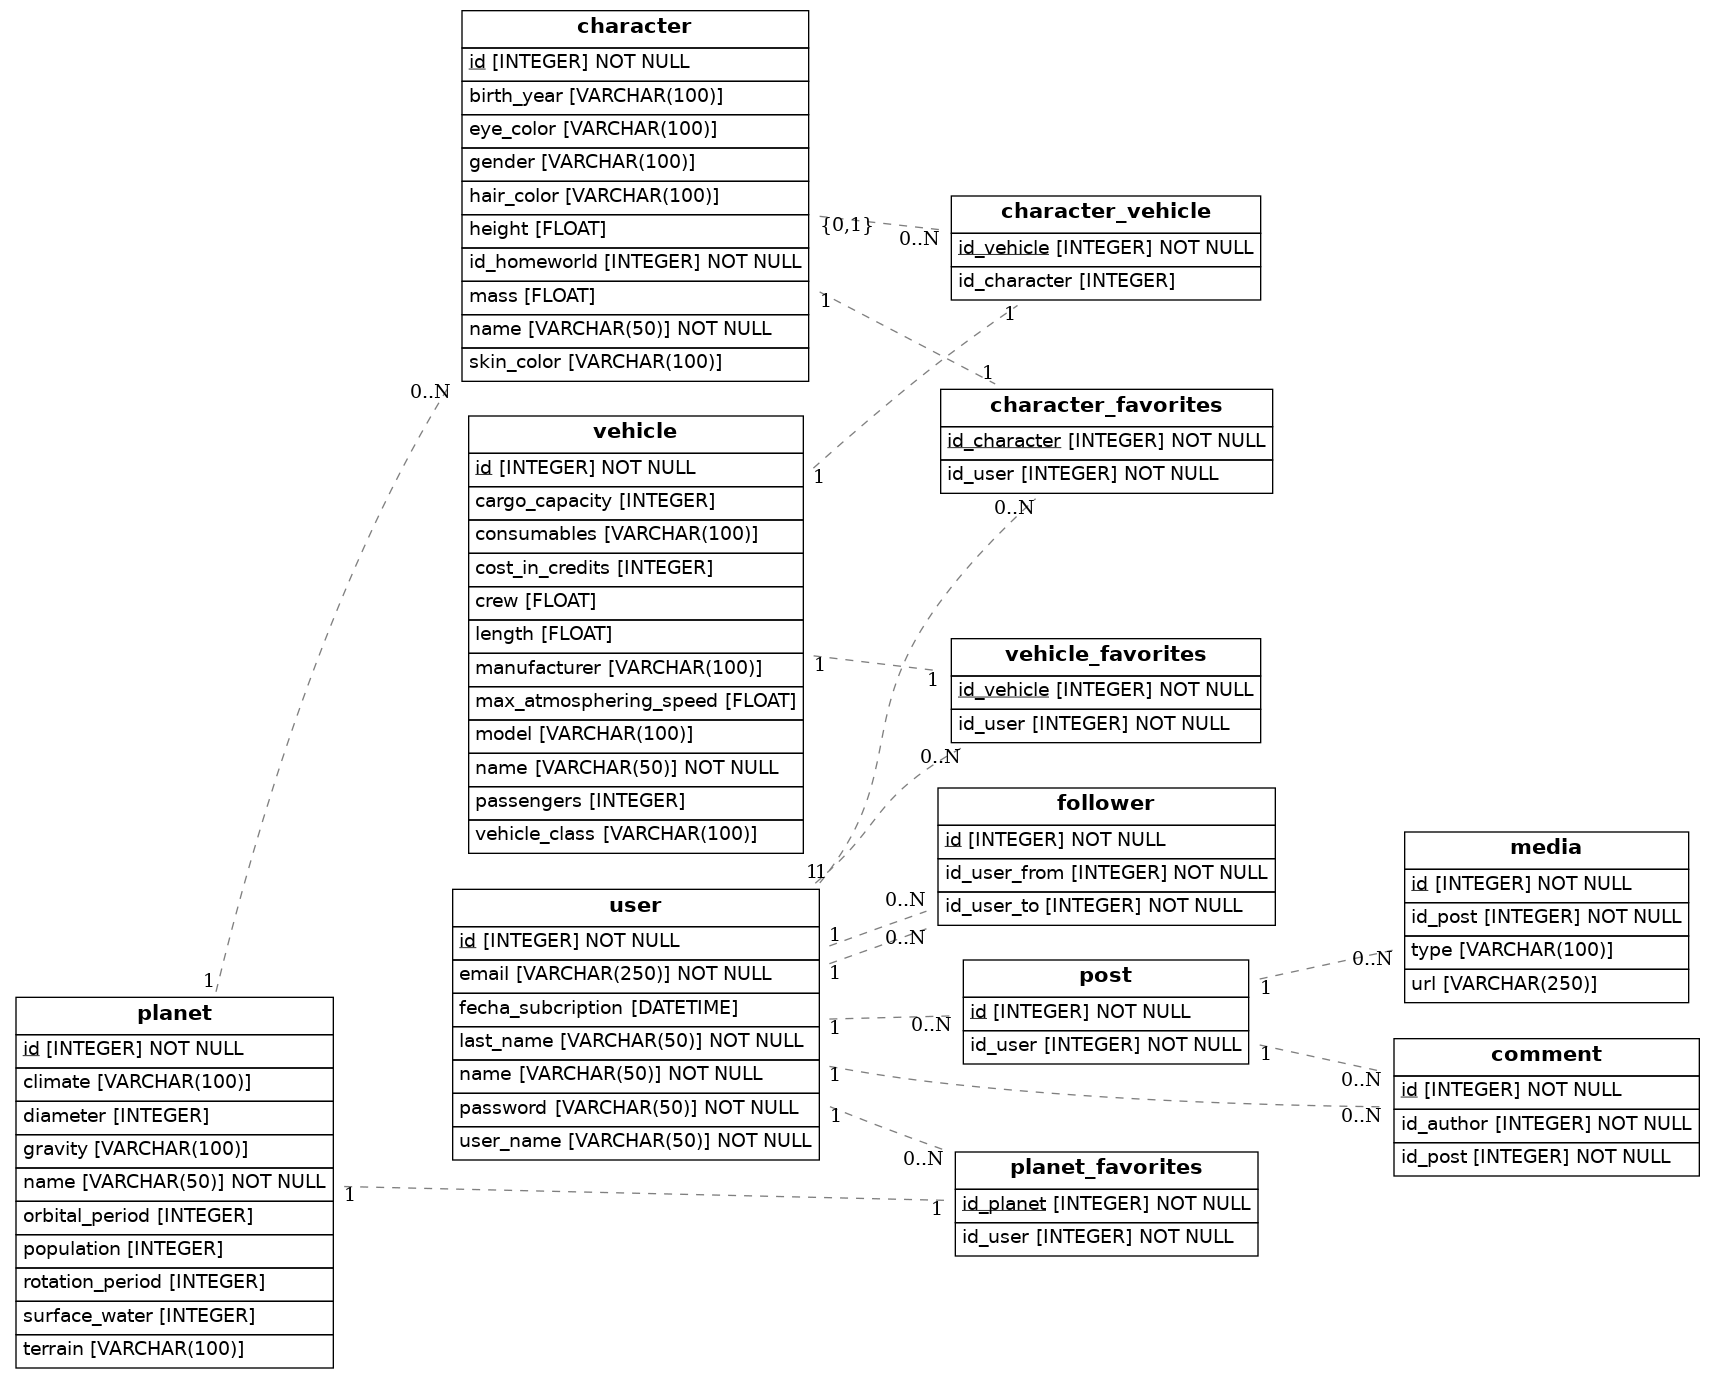 character
id [INTEGER] NOT NULL
birth_year [VARCHAR(100)]
eye_color [VARCHAR(100)]
gender [VARCHAR(100)]
hair_color [VARCHAR(100)]
height [FLOAT]
id_homeworld [INTEGER] NOT NULL
mass [FLOAT]
name [VARCHAR(50)] NOT NULL
skin_color [VARCHAR(100)]
{0,1}
0..N
character_vehicle
id_vehicle [INTEGER] NOT NULL
id_character [INTEGER]
1
1
1
1
character_favorites
id_character [INTEGER] NOT NULL
id_user [INTEGER] NOT NULL
0..N
0..N
vehicle
id [INTEGER] NOT NULL
cargo_capacity [INTEGER]
consumables [VARCHAR(100)]
cost_in_credits [INTEGER]
crew [FLOAT]
length [FLOAT]
manufacturer [VARCHAR(100)]
max_atmosphering_speed [FLOAT]
model [VARCHAR(100)]
name [VARCHAR(50)] NOT NULL
passengers [INTEGER]
vehicle_class [VARCHAR(100)]
1
1
vehicle_favorites
id_vehicle [INTEGER] NOT NULL
id_user [INTEGER] NOT NULL
0..N
1
1
follower
id [INTEGER] NOT NULL
id_user_from [INTEGER] NOT NULL
id_user_to [INTEGER] NOT NULL
0..N
1
0..N
1
user
id [INTEGER] NOT NULL
email [VARCHAR(250)] NOT NULL
fecha_subcription [DATETIME]
last_name [VARCHAR(50)] NOT NULL
name [VARCHAR(50)] NOT NULL
password [VARCHAR(50)] NOT NULL
user_name [VARCHAR(50)] NOT NULL
1
0..N
post
id [INTEGER] NOT NULL
id_user [INTEGER] NOT NULL
1
0..N
media
id [INTEGER] NOT NULL
id_post [INTEGER] NOT NULL
type [VARCHAR(100)]
url [VARCHAR(250)]
1
0..N
1
0..N
comment
id [INTEGER] NOT NULL
id_author [INTEGER] NOT NULL
id_post [INTEGER] NOT NULL
1
0..N
planet_favorites
id_planet [INTEGER] NOT NULL
id_user [INTEGER] NOT NULL
1
1
1
planet
id [INTEGER] NOT NULL
climate [VARCHAR(100)]
diameter [INTEGER]
gravity [VARCHAR(100)]
name [VARCHAR(50)] NOT NULL
orbital_period [INTEGER]
population [INTEGER]
rotation_period [INTEGER]
surface_water [INTEGER]
terrain [VARCHAR(100)]